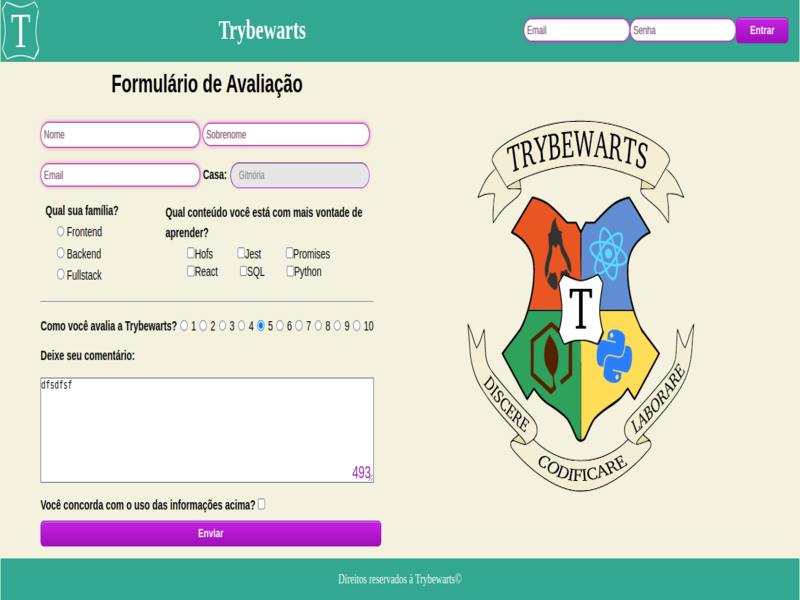 T
Trybewarts
Email
Senha
Entrar
Formulário de Avaliação
Nome
Sobrenome
Email
Casa:
Gitnória
Qual sua família?
Frontend
Backend
Fullstack
Qual conteúdo você está com mais vontade de
aprender?
Hofs
Jest
Promises
React
SQL
Python
Como você avalia a Trybewarts? 1 2 3 4 5 6 7 8 9 10
Deixe seu comentário:
dfsdfsf
493
Você concorda com o uso das informações acima?
Enviar
TRYBEWARTS
T
DISCERE
CODIFICARE
LABORARE
Direitos reservados à Trybewarts©